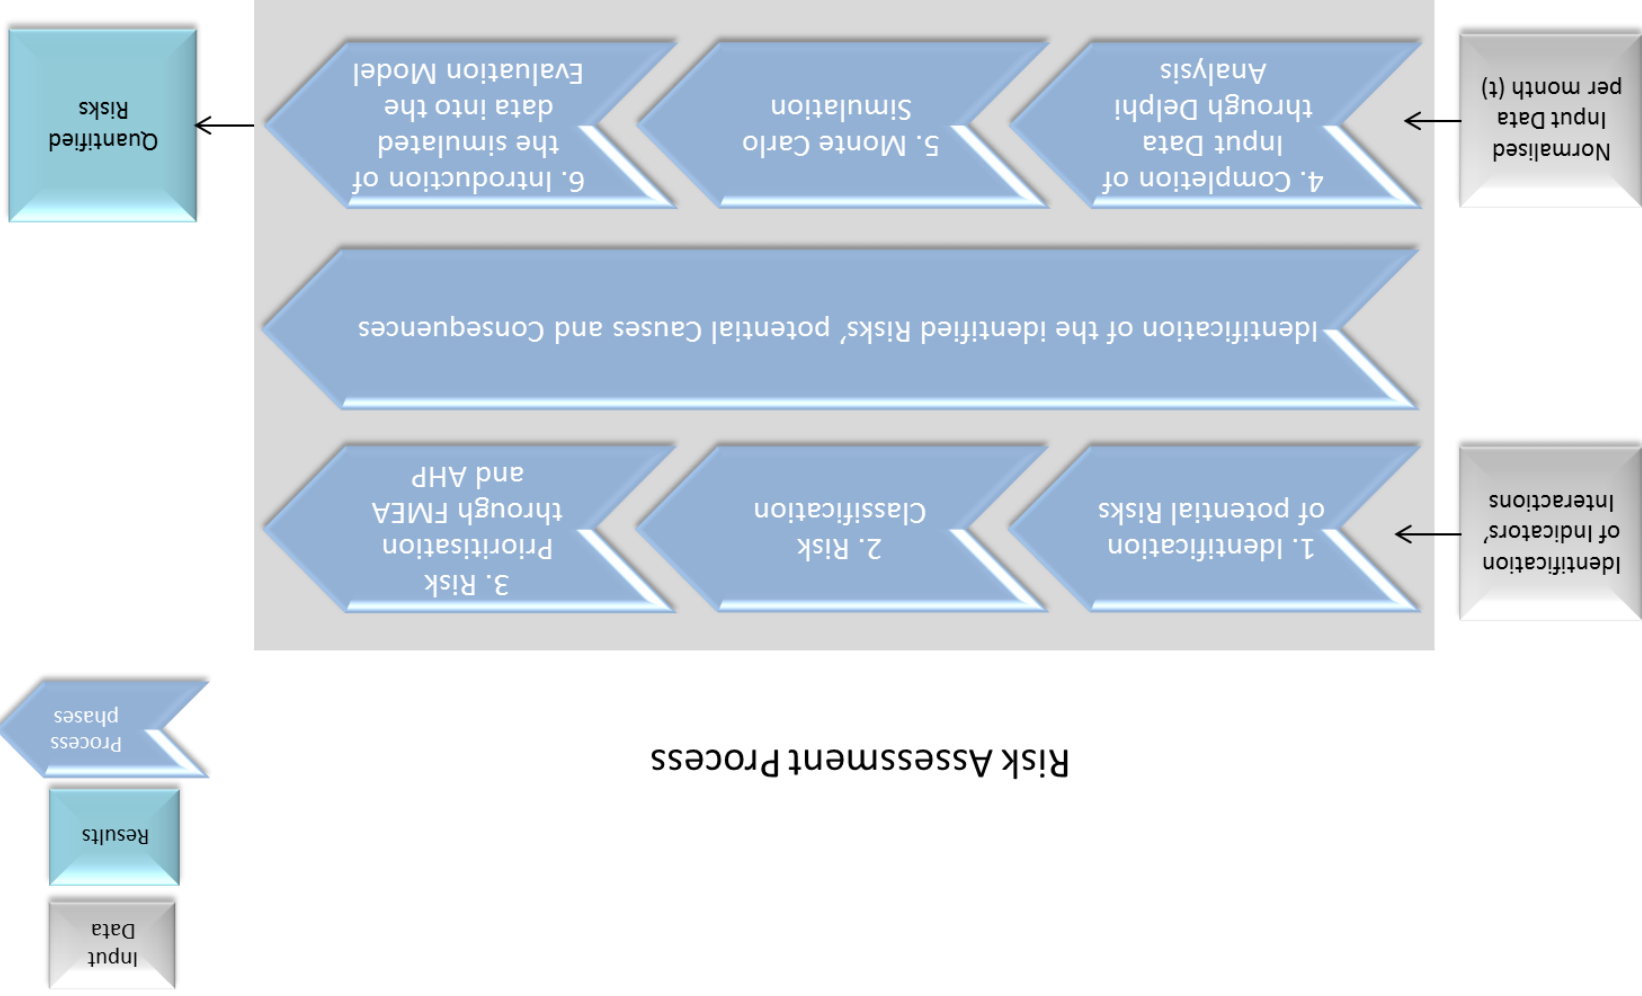 Input
Data
Results
Process
phases
Risk Assessment Process
Identification
of Indicators'
Interactions
1. Identification
of potential Risks
2. Risk
Classification
3. Risk
Prioritisation
through FMEA
and AHP
Identification of the identified Risks' potential Causes and Consequences
Normalised
Input Data
per month (t)
4. Completion of
Input Data
through Delphi
Analysis
5. Monte Carlo
Simulation
6. Introduction of
the simulated
data into the
Evaluation Model
Quantified
Risks